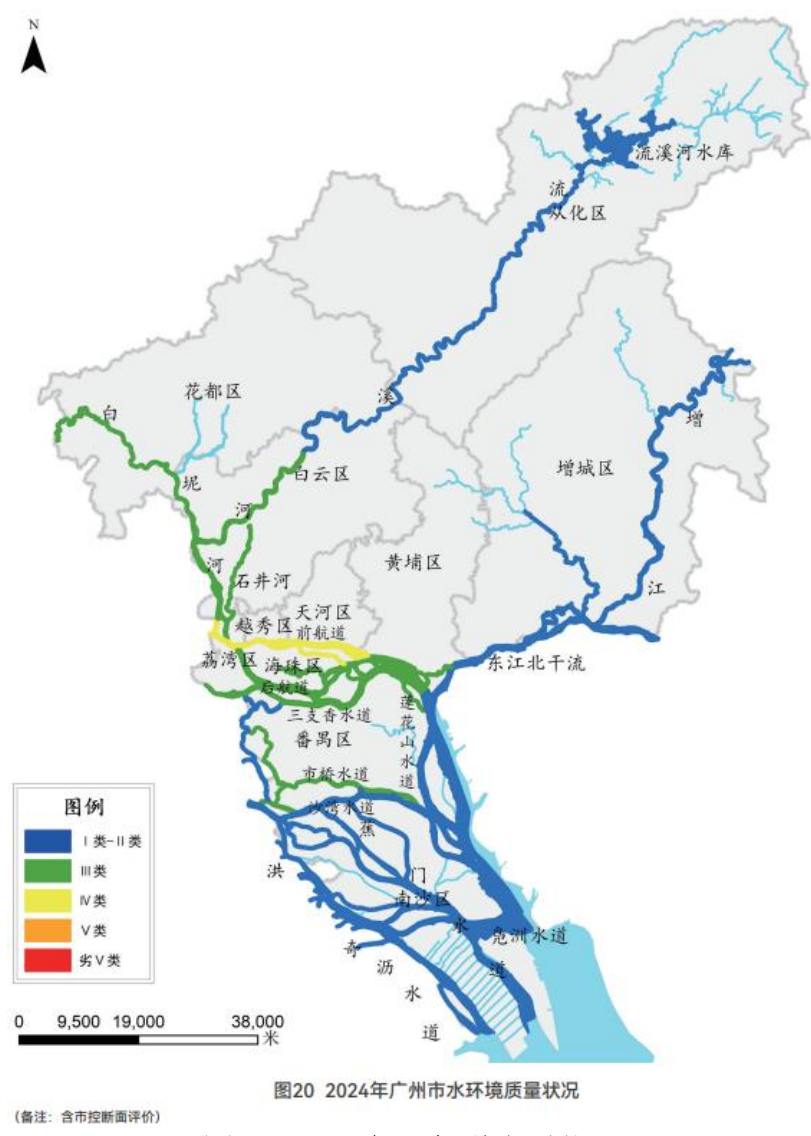 N
流溪河水库
流
从化区
花都区
溪
白
增
坭
白云区
增城区
河
黄埔区
河
石井河
江
天河区
越秀区
前航道
荔湾区
海珠区
东江北干流
后航道
莲花山水道
三支香水道
番禺区
市桥水道
沙湾水道
蕉
图例
Ⅰ类-Ⅱ类
Ⅲ类
Ⅳ类
Ⅴ类
劣Ⅴ类
洪
门
南沙区
水
凫洲水道
奇
沥
道
水
道
0 9,500 19,000 38,000
米
图20 2024年广州市水环境质量状况
(备注：含市控断面评价)